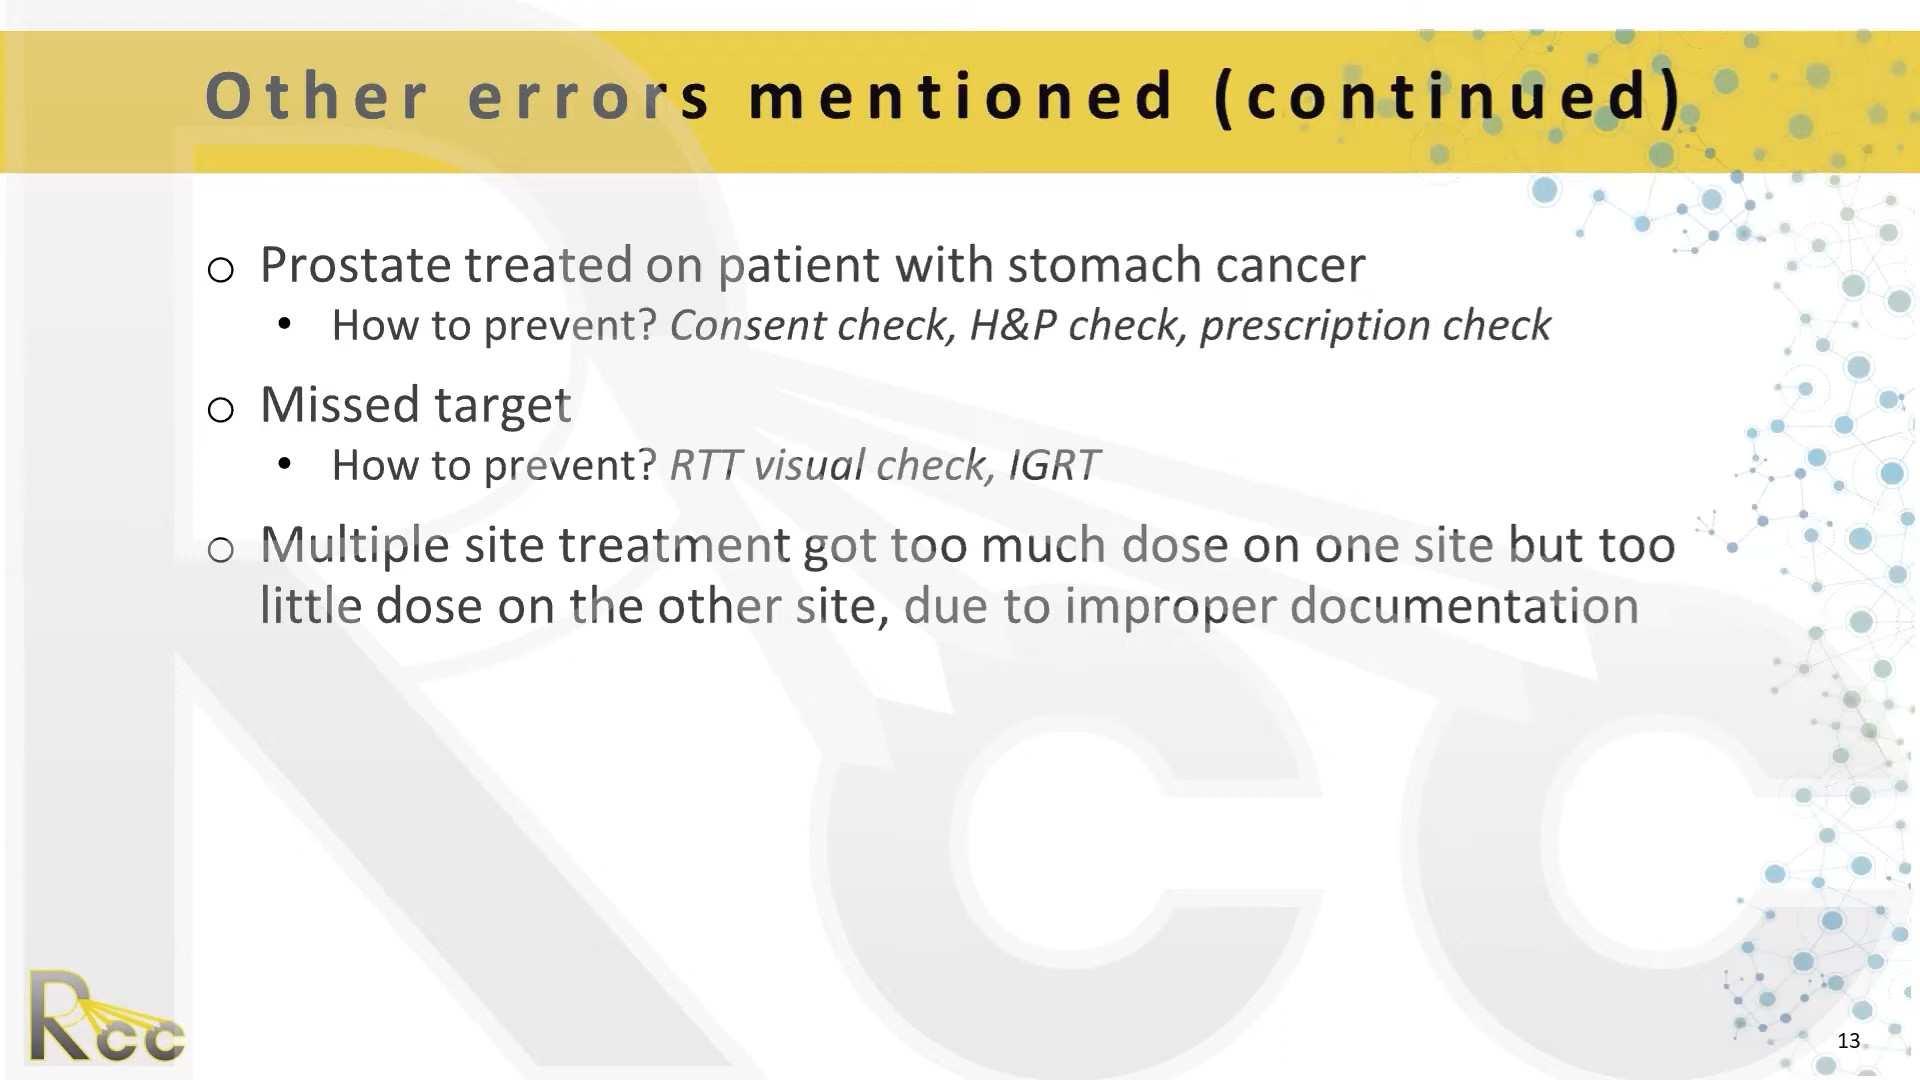 Other errors mentioned (continued)
○ Prostate treated on patient with stomach cancer
• How to prevent? Consent check, H&P check, prescription check
○ Missed target
• How to prevent? RTT visual check, IGRT
○ Multiple site treatment got too much dose on one site but too
little dose on the other site, due to improper documentation
Rcc
13